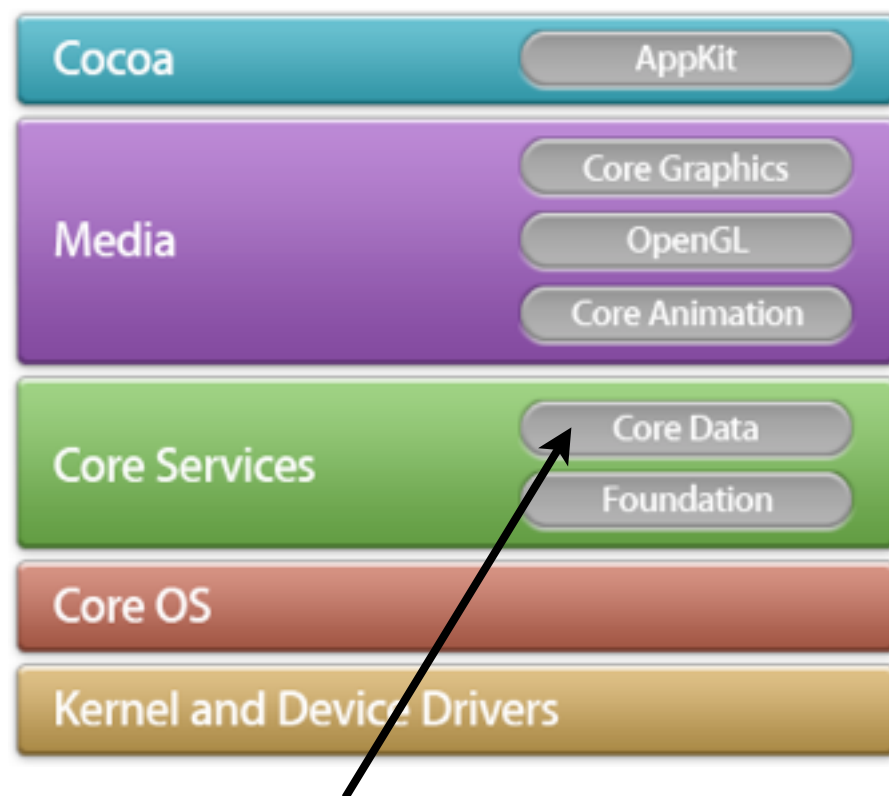 Cocoa
AppKit
Media
Core Graphics
OpenGL
Core Animation
Core Services
Core Data
Foundation
Core OS
Kernel and Device Drivers